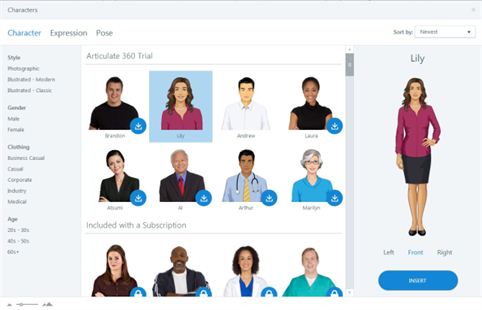 Characters
Character Expression Pose
Sort by: Newest
Style
Photographic
Illustrated - Modern
Illustrated - Classic
Gender
Male
Female
Clothing
Business Casual
Casual
Corporate
Industry
Medical
Age
20s - 30s
40s - 50s
60s+
Articulate 360 Trial
Brandon Lily Andrew Laura
Atsumi Al Arthur Marilyn
Included with a Subscription
Lily
Left Front Right
INSERT